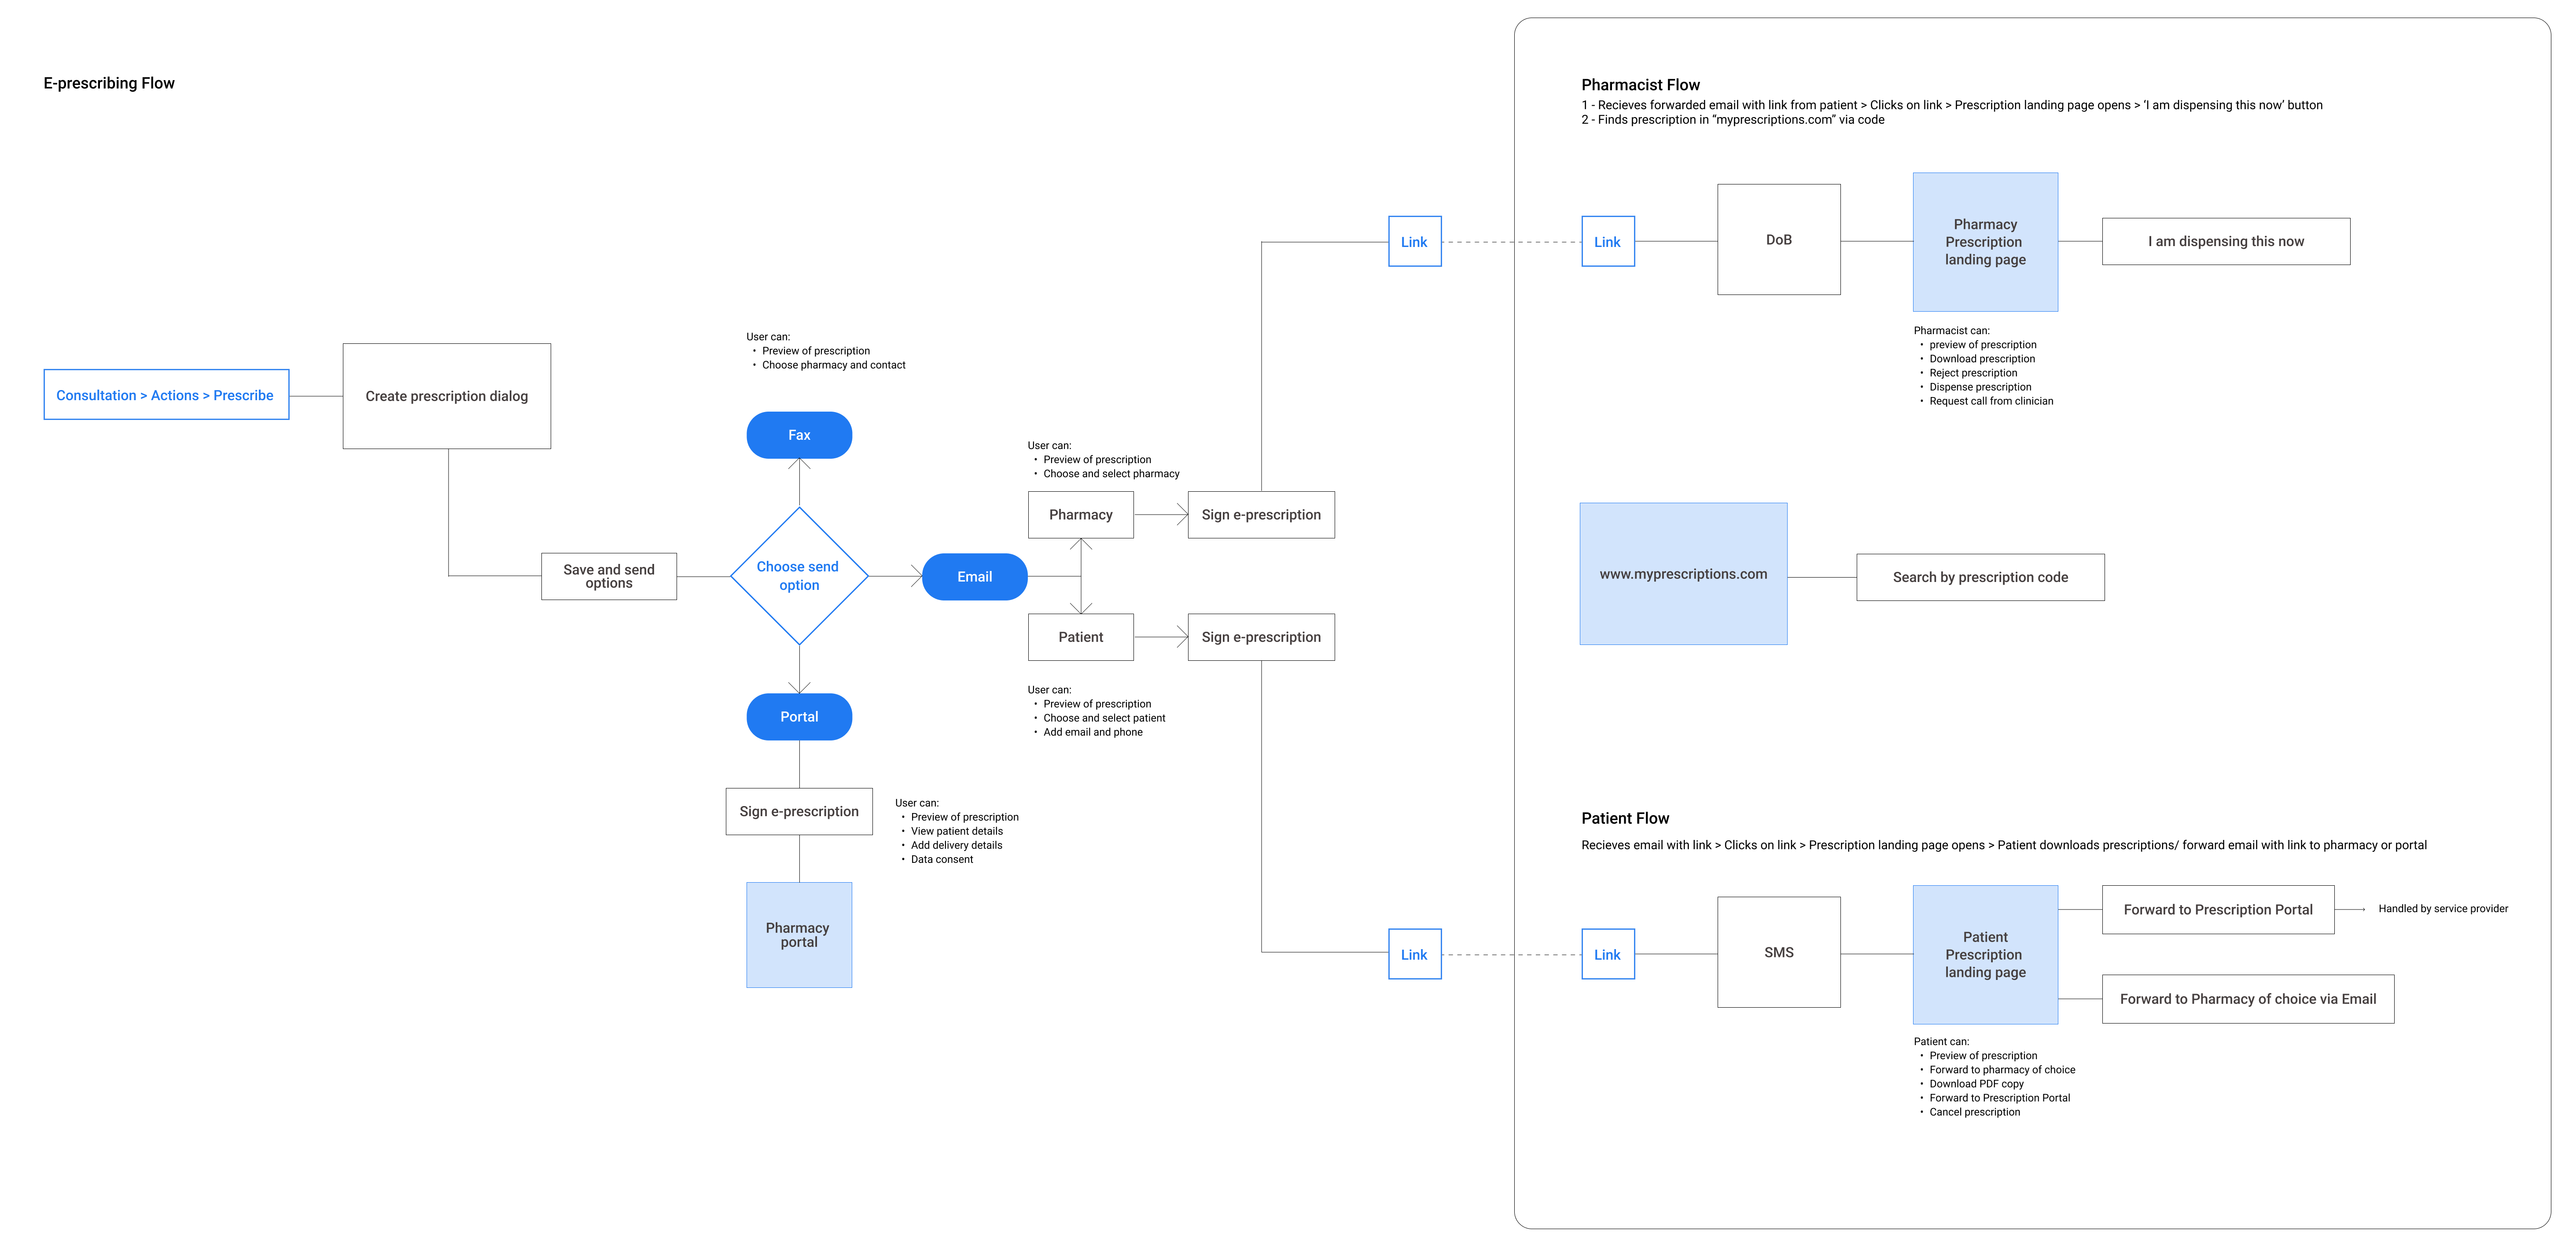 E-prescribing Flow
Consultation > Actions > Prescribe
Create prescription dialog
Save and send
options
Choose send
option
User can:
• Preview of prescription
• Choose pharmacy and contact
Fax
Email
Portal
Sign e-prescription
User can:
• Preview of prescription
• View patient details
• Add delivery details
• Data consent
Pharmacy
portal
User can:
• Preview of prescription
• Choose and select pharmacy
Pharmacy
Sign e-prescription
Patient
Sign e-prescription
User can:
• Preview of prescription
• Choose and select patient
• Add email and phone
Link
Link
Pharmacist Flow
1 - Recieves forwarded email with link from patient > Clicks on link > Prescription landing page opens > ‘I am dispensing this now’ button
2 - Finds prescription in “myprescriptions.com” via code
Link
DoB
Pharmacy
Prescription
landing page
I am dispensing this now
Pharmacist can:
• preview of prescription
• Download prescription
• Reject prescription
• Dispense prescription
• Request call from clinician
www.myprescriptions.com
Search by prescription code
Patient Flow
Recieves email with link > Clicks on link > Prescription landing page opens > Patient downloads prescriptions/ forward email with link to pharmacy or portal
Link
SMS
Patient
Prescription
landing page
Forward to Prescription Portal
Handled by service provider
Forward to Pharmacy of choice via Email
Patient can:
• Preview of prescription
• Forward to pharmacy of choice
• Download PDF copy
• Forward to Prescription Portal
• Cancel prescription